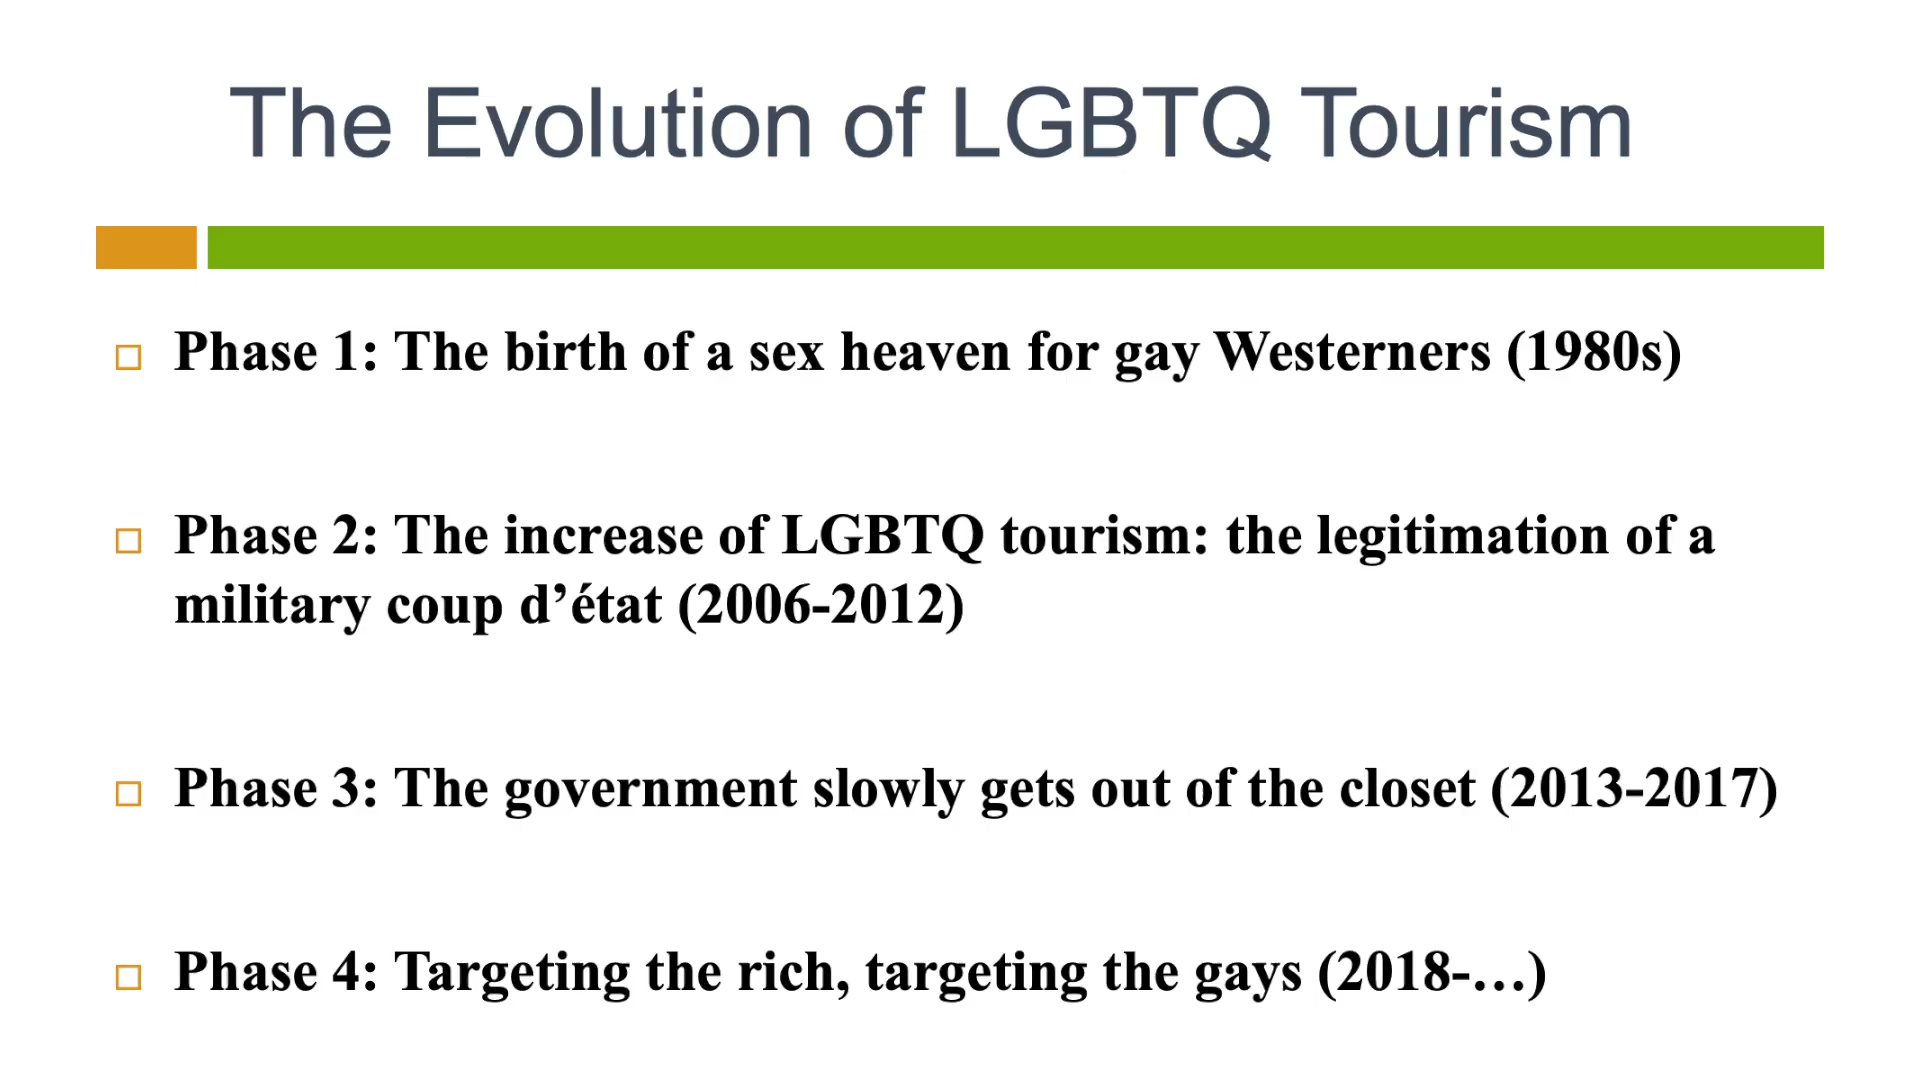 The Evolution of LGBTQ Tourism
Phase 1: The birth of a sex heaven for gay Westerners (1980s)
Phase 2: The increase of LGBTQ tourism: the legitimation of a
military coup d’état (2006-2012)
Phase 3: The government slowly gets out of the closet (2013-2017)
Phase 4: Targeting the rich, targeting the gays (2018-…)